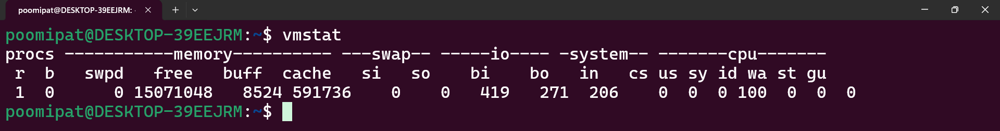 poomipat@DESKTOP-39EEJRM: 
poomipat@DESKTOP-39EEJRM:~$ vmstat
procs -----------memory---------- ---swap-- -----io---- -system-- -------cpu-------
 r  b   swpd   free   buff  cache   si   so    bi    bo   in   cs us sy id wa st gu
 1  0      0 15071048   8524 591736    0    0   419   271  206    0  0  0 100  0  0  0
poomipat@DESKTOP-39EEJRM:~$